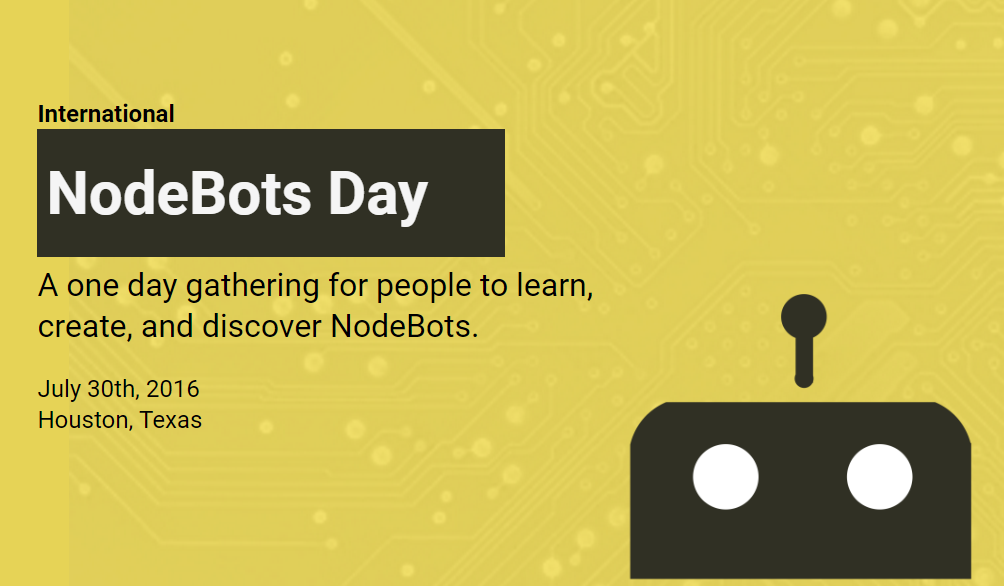 International
NodeBots Day
A one day gathering for people to learn,
create, and discover NodeBots.
July 30th, 2016
Houston, Texas